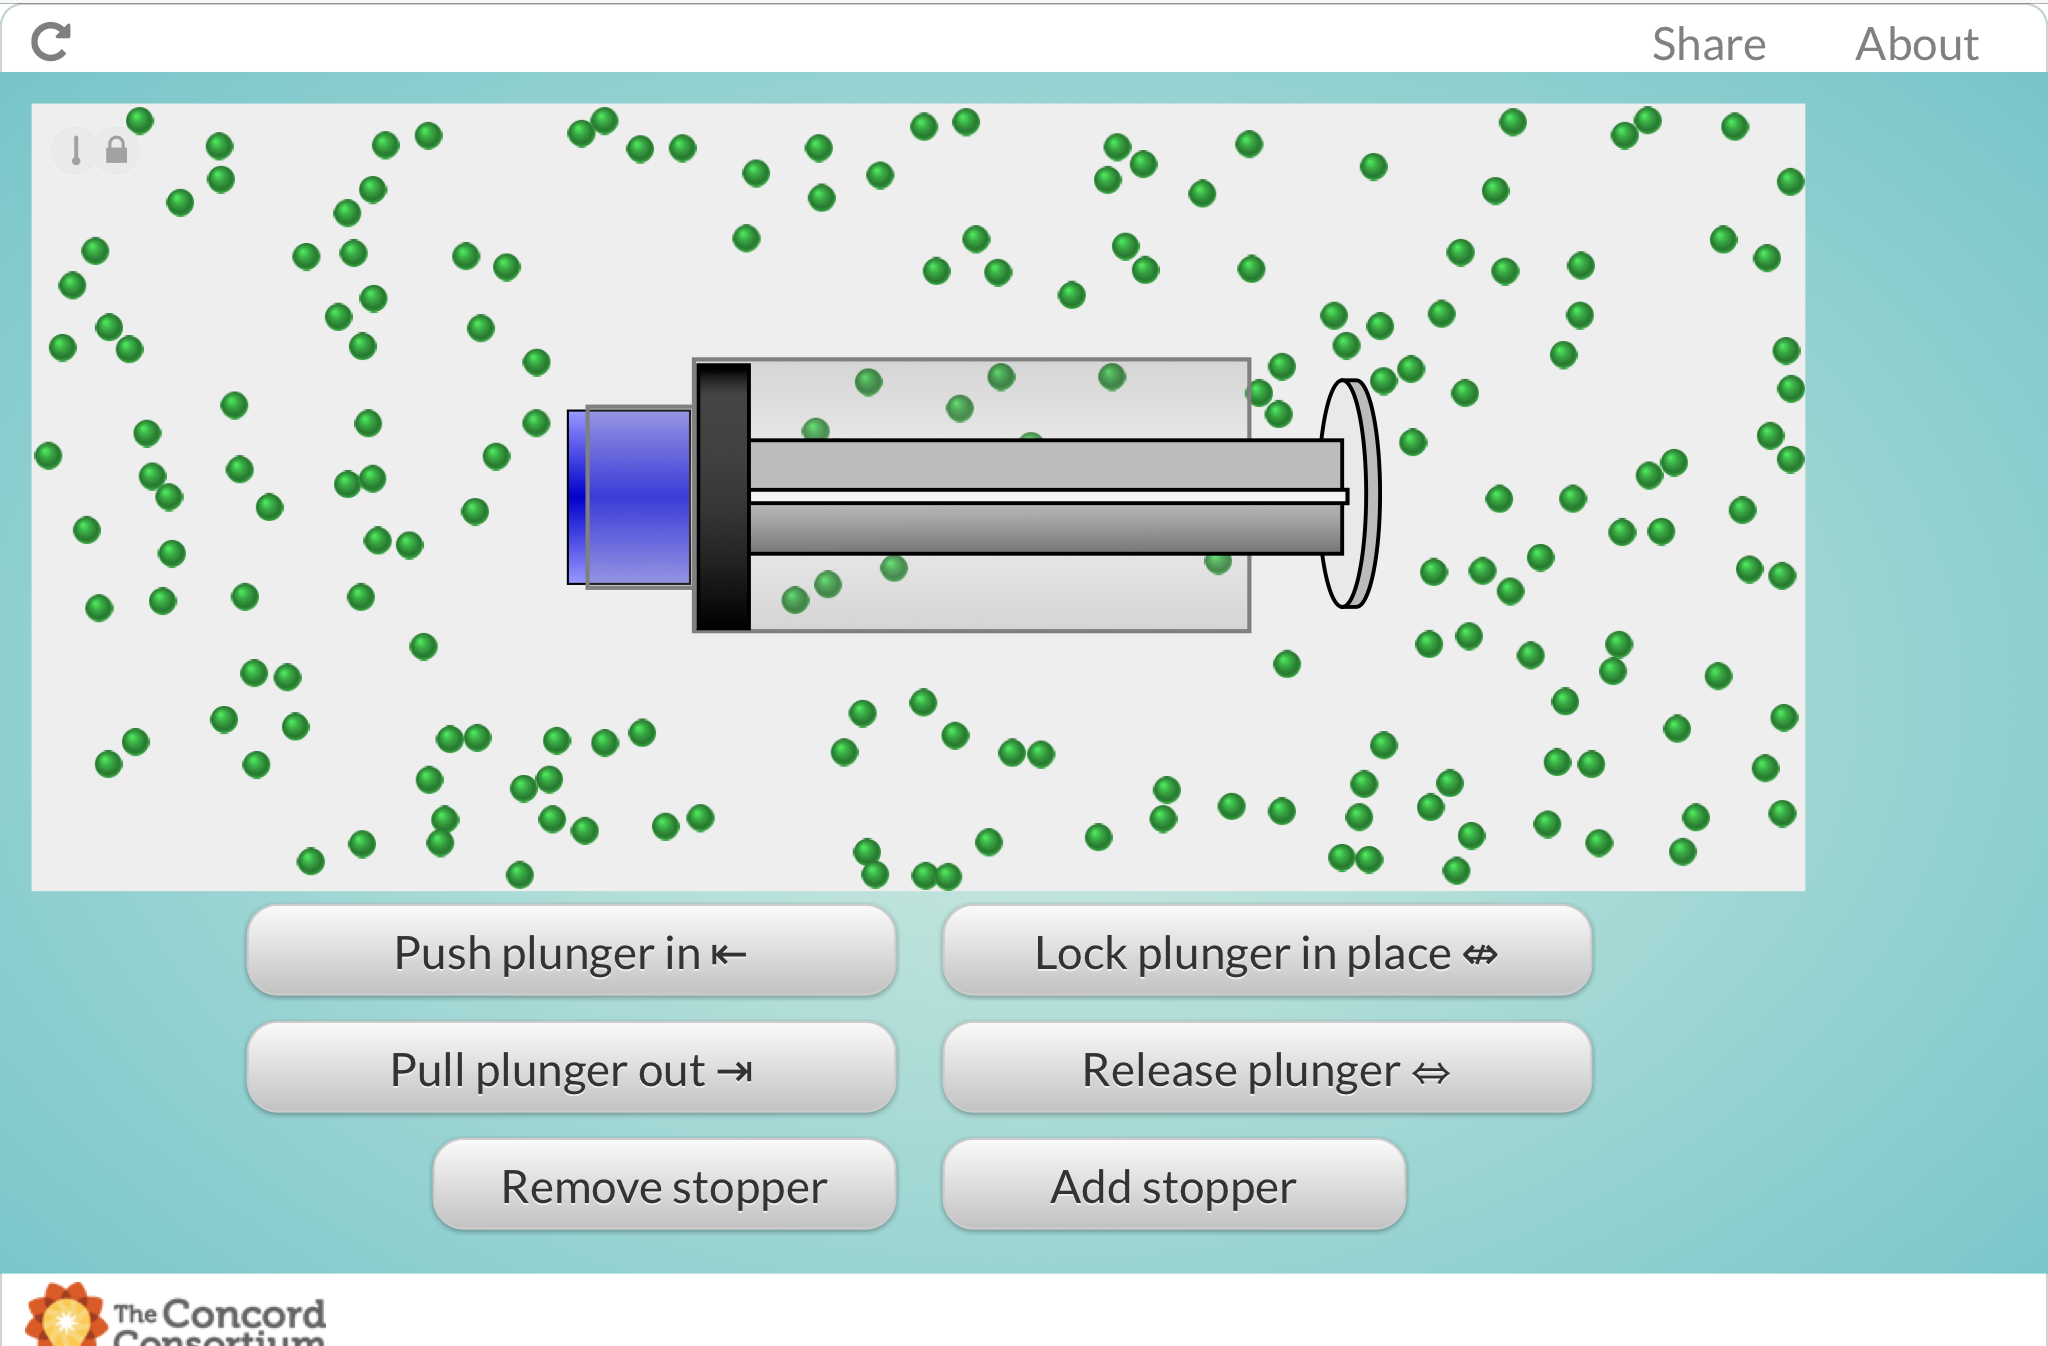 Share About
Push plunger in ⇤ Lock plunger in place ⇎
Pull plunger out ⇥ Release plunger ⇔
Remove stopper Add stopper
The Concord
Consortium